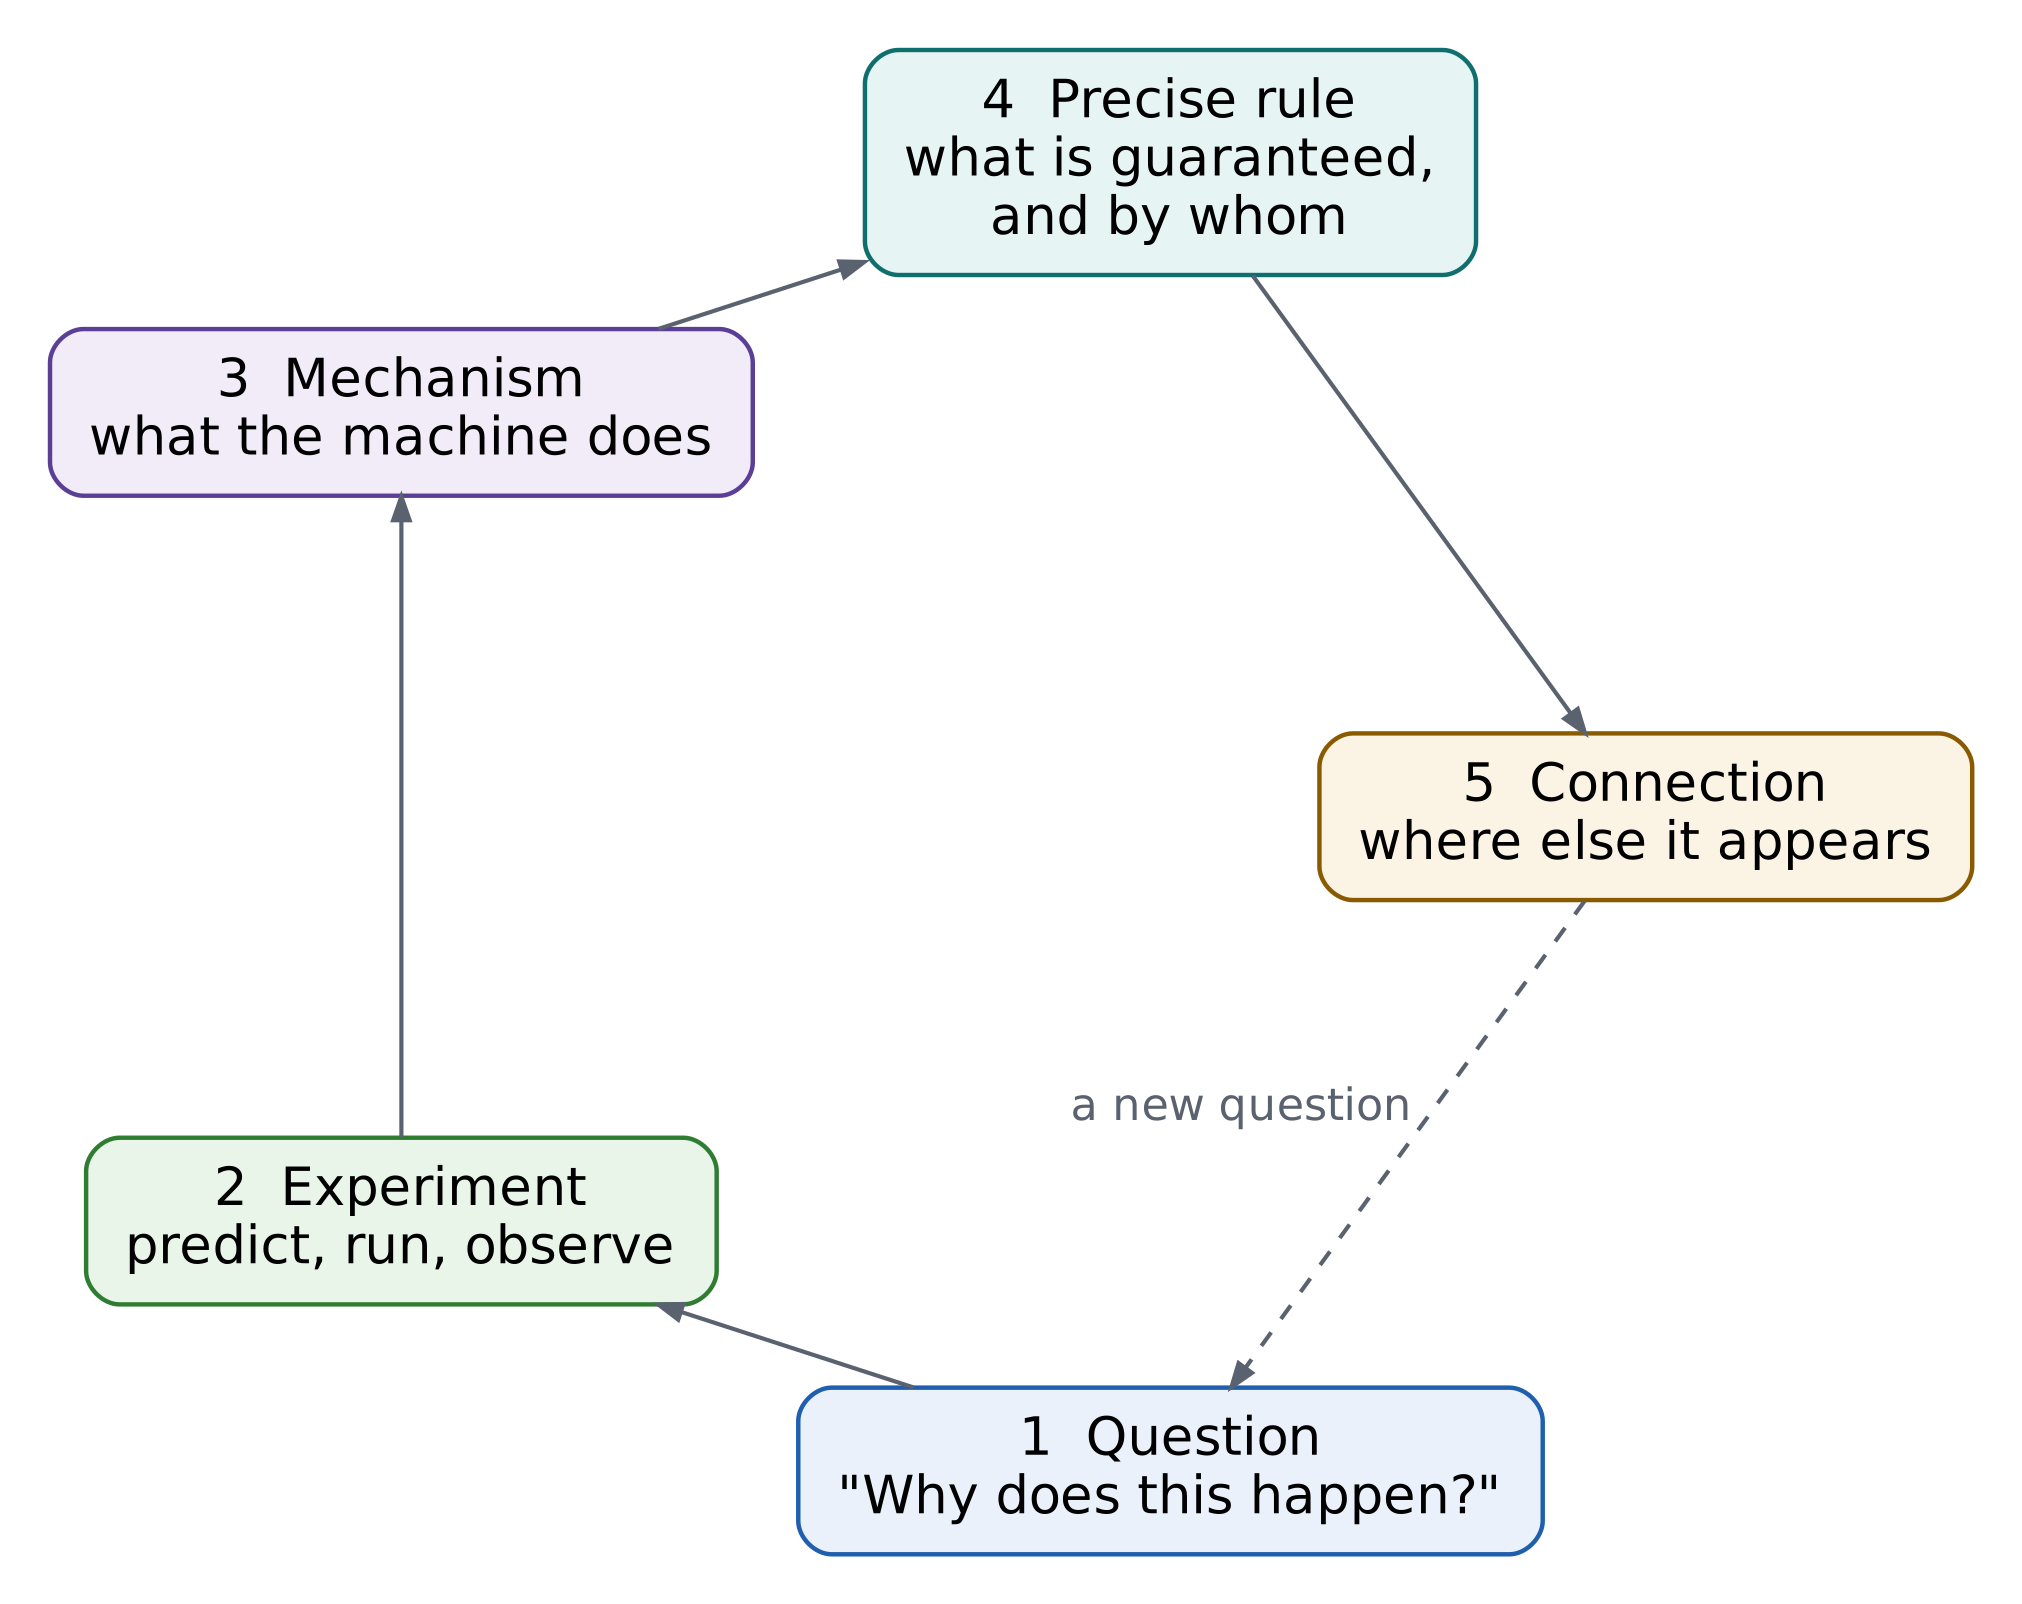 4  Precise rule
what is guaranteed,
and by whom
3  Mechanism
what the machine does
5  Connection
where else it appears
a new question
2  Experiment
predict, run, observe
1  Question
"Why does this happen?"